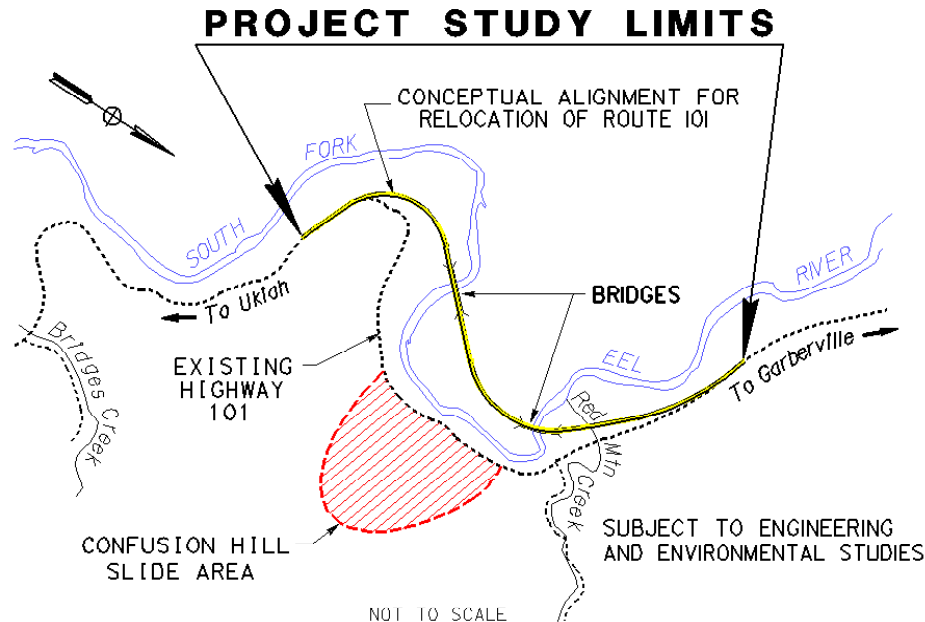 PROJECT STUDY LIMITS
CONCEPTUAL ALIGNMENT FOR
RELOCATION OF ROUTE 101
FORK
SOUTH
RIVER
To Ukiah
BRIDGES
Bridges Creek
EXISTING
HIGHWAY
101
EEL
To Garberville
Red Mtn Creek
CONFUSION HILL
SLIDE AREA
SUBJECT TO ENGINEERING
AND ENVIRONMENTAL STUDIES
NOT TO SCALE